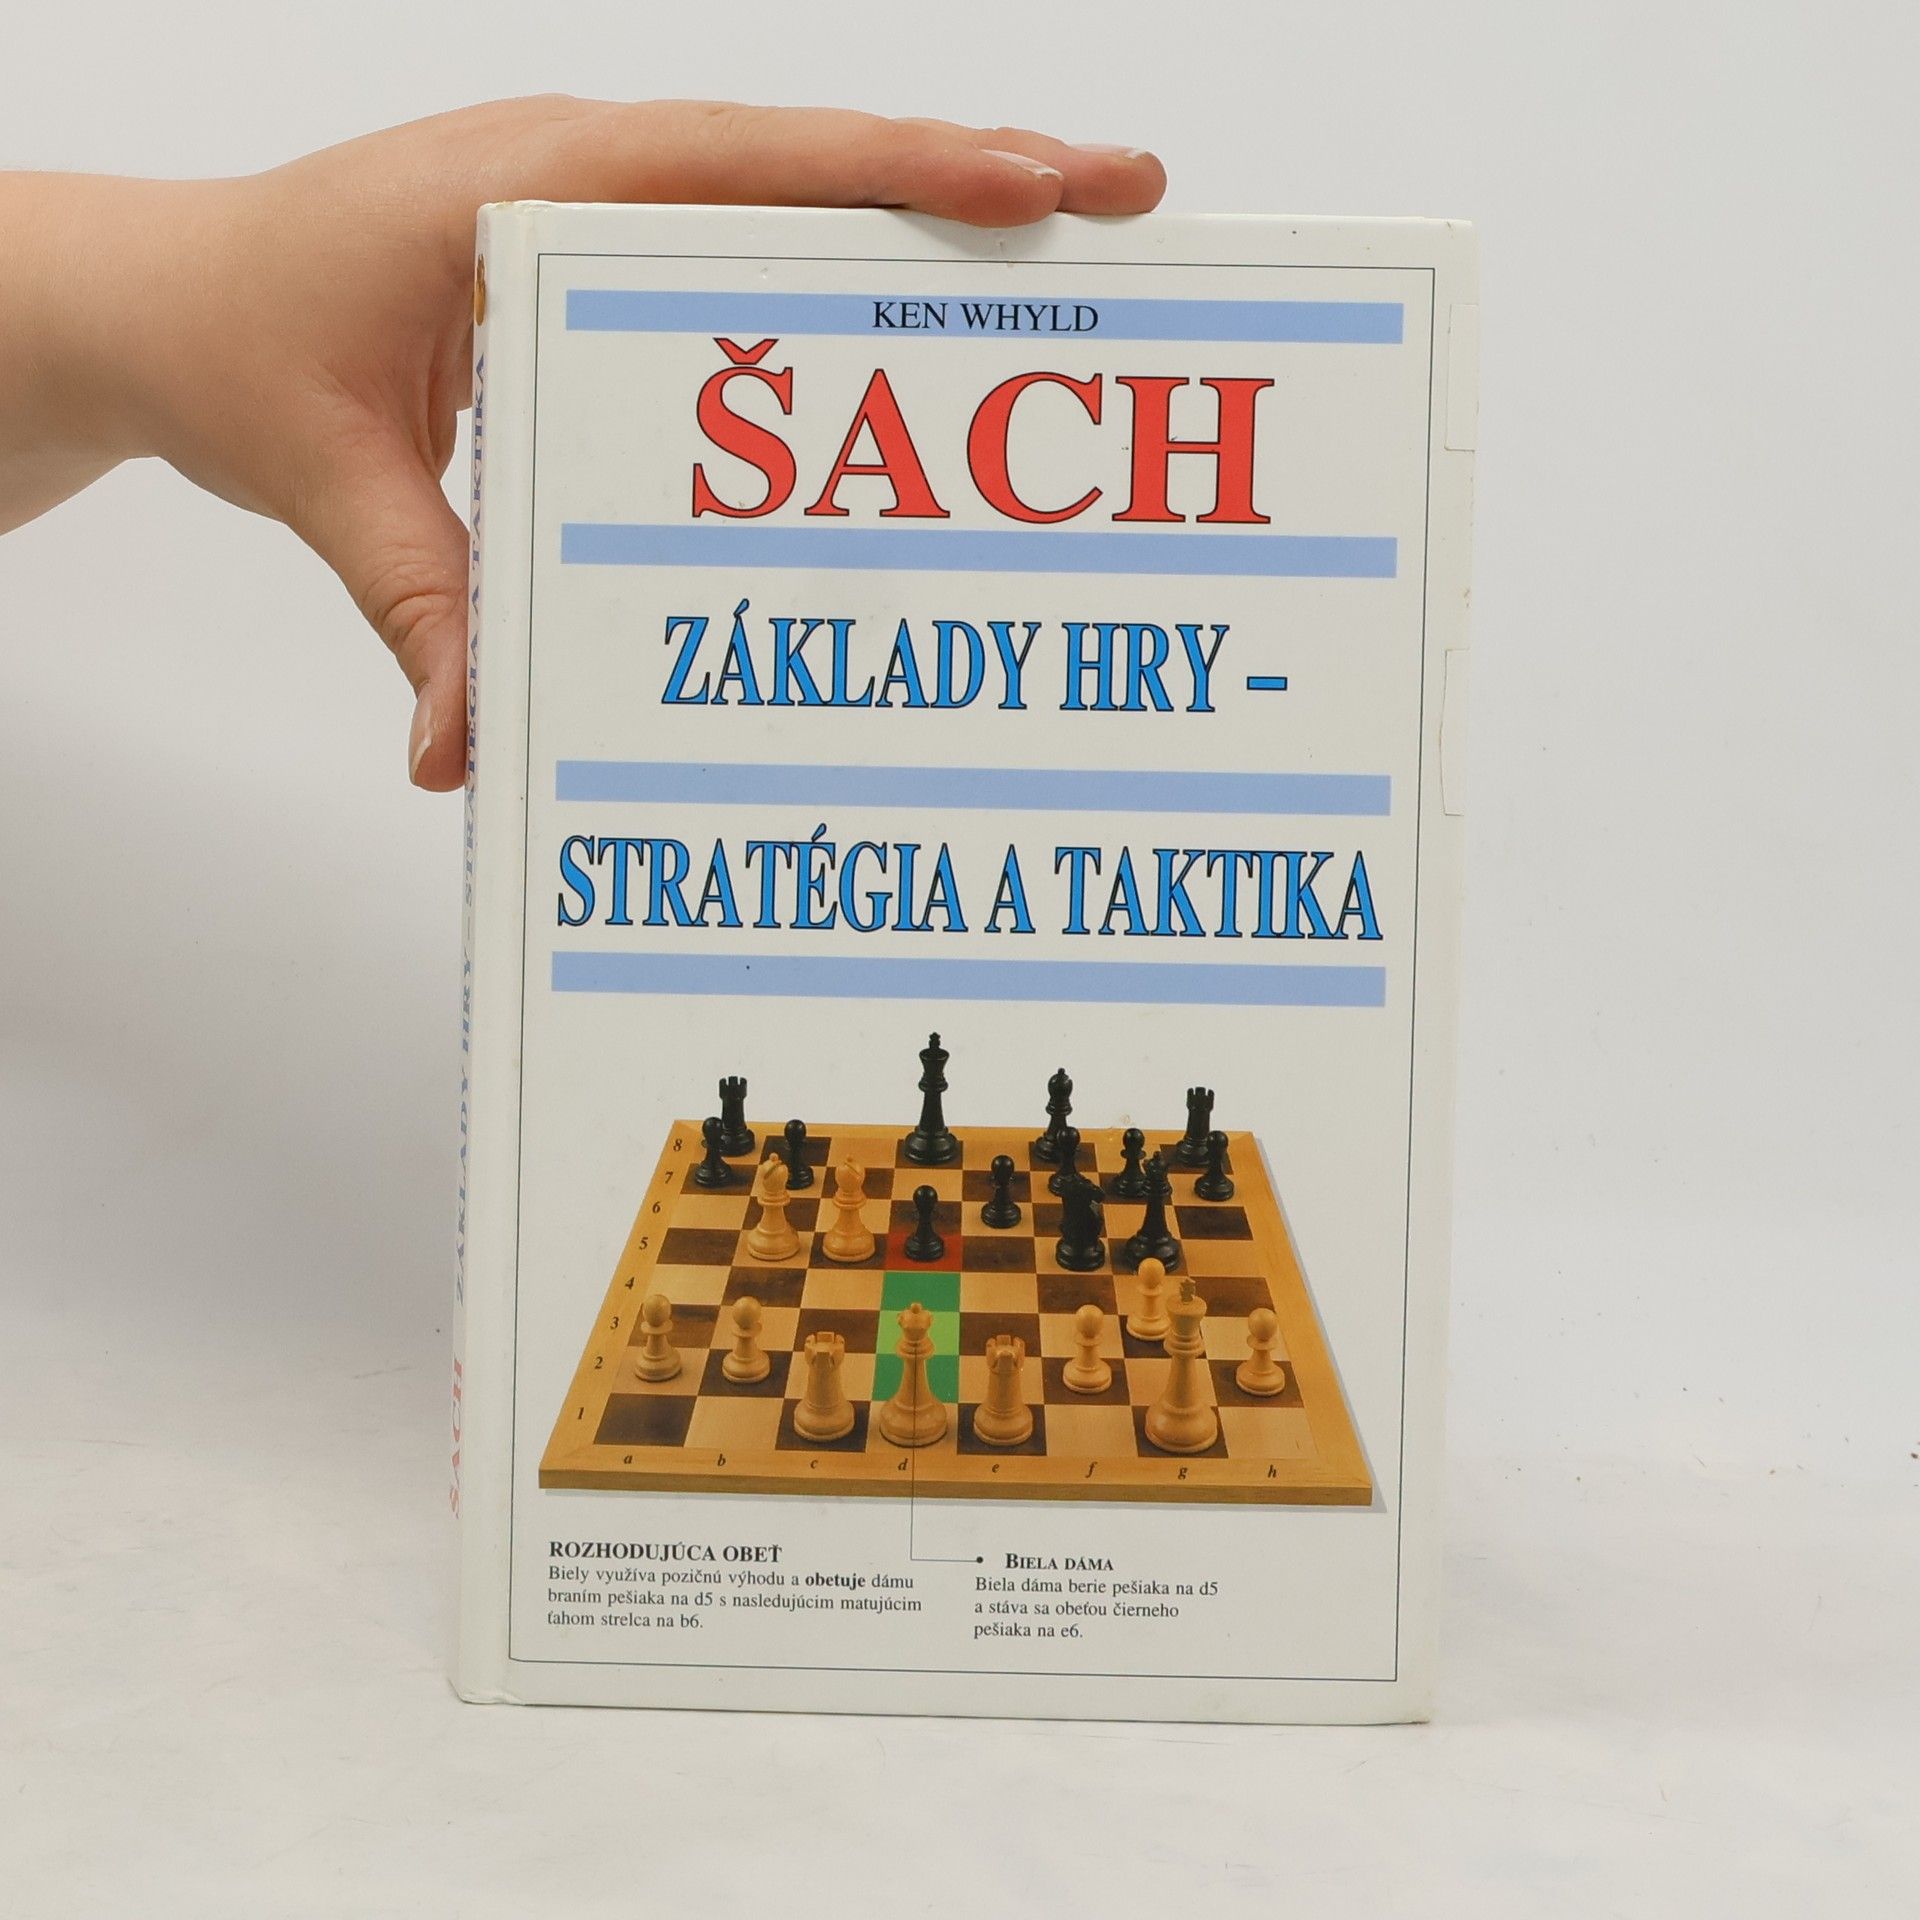 KEN WHYLD
ŠACH
ZÁKLADY HRY –
STRATÉGIA A TAKTIKA
8
7
6
5
4
3
2
1
a b c d e f g h
ROZHODUJÚCA OBEŤ
Biely využíva pozičnú výhodu a obetuje dámu
braním pešiaka na d5 s nasledujúcim matujúcim
ťahom strelca na b6.
BIELA DÁMA
Biela dáma berie pešiaka na d5
a stáva sa obeťou čierneho
pešiaka na e6.
ŠACH ZÁKLADY HRY – STRATÉGIA A TAKTIKA